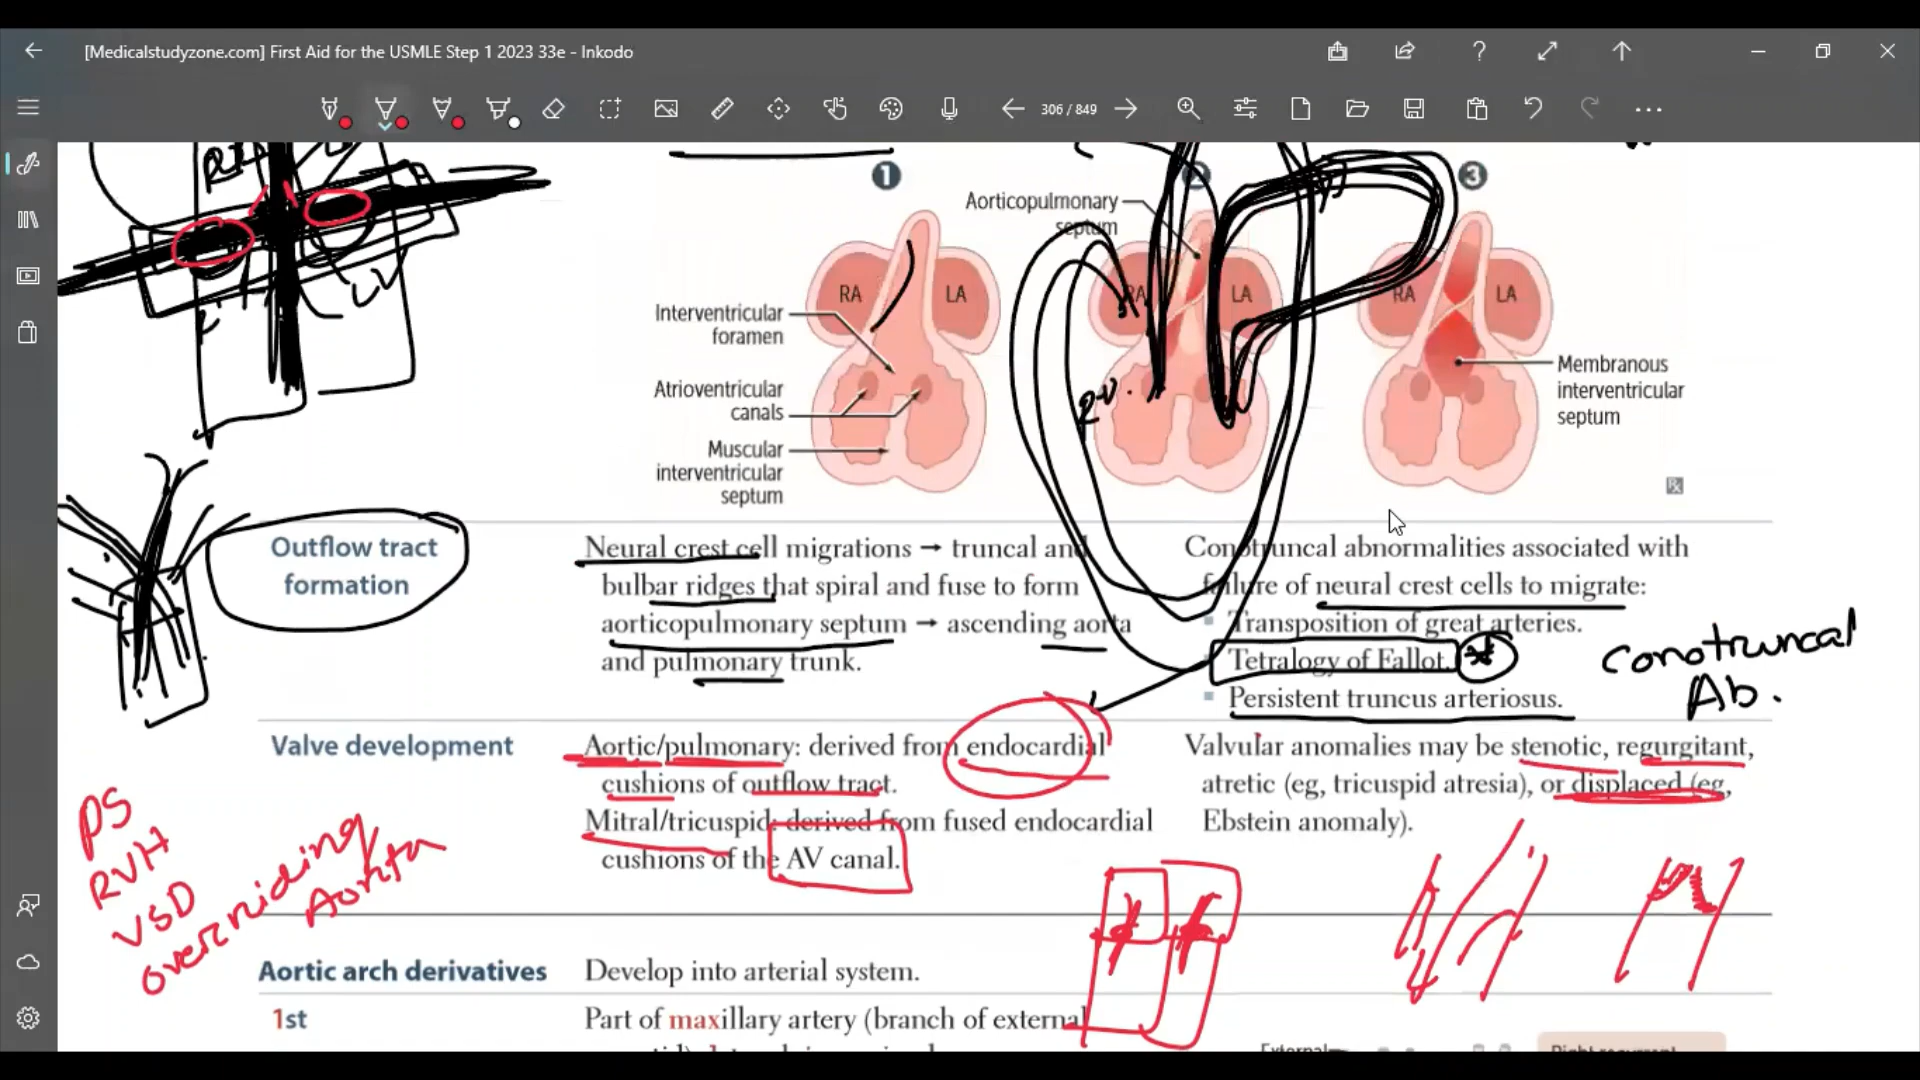 [Medicalstudyzone.com] First Aid for the USMLE Step 1 2023 33e - Inkodo
306 / 849
1
2
3
Aorticopulmonary
septum
RA
LA
RA
LA
RA
LA
Interventricular
foramen
Atrioventricular
canals
Muscular
interventricular
septum
Membranous
interventricular
septum
LV
R.V.
Outflow tract
formation
Neural crest cell migrations → truncal and
bulbar ridges that spiral and fuse to form
aorticopulmonary septum → ascending aorta
and pulmonary trunk.
Conotruncal abnormalities associated with
failure of neural crest cells to migrate:
Transposition of great arteries.
Tetralogy of Fallot.
Persistent truncus arteriosus.
Conotruncal
Ab.
Valve development
Aortic/pulmonary: derived from endocardial
cushions of outflow tract.
Mitral/tricuspid: derived from fused endocardial
cushions of the AV canal.
Valvular anomalies may be stenotic, regurgitant,
atretic (eg, tricuspid atresia), or displaced (eg,
Ebstein anomaly).
PS
RVH
VSD
overriding
Aorta
Aortic arch derivatives
Develop into arterial system.
1st
Part of maxillary artery (branch of external